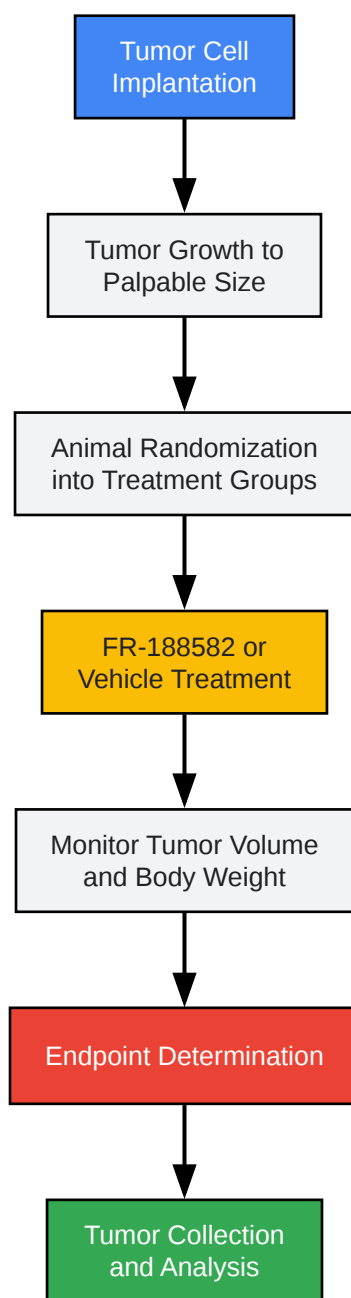 Tumor Cell
Implantation
Tumor Growth to
Palpable Size
Animal Randomization
into Treatment Groups
FR-188582 or
Vehicle Treatment
Monitor Tumor Volume
and Body Weight
Endpoint Determination
Tumor Collection
and Analysis